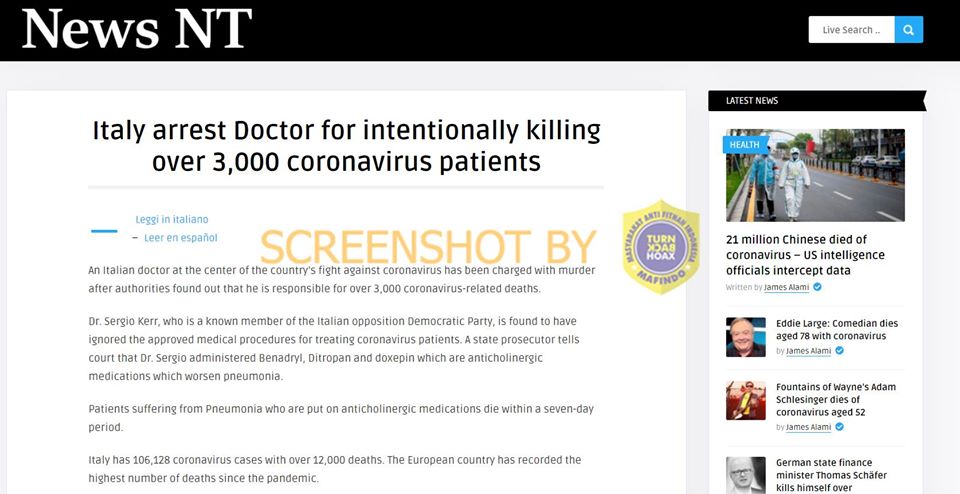 News NT
Live Search ..
Italy arrest Doctor for intentionally killing
over 3,000 coronavirus patients
Leggi in italiano
– Leer en español
SCREENSHOT BY
MASYARAKAT ANTI FITNAH INDONESIA
TURN
BACK
HOAX
MAFINDO
An Italian doctor at the center of the country's fight against coronavirus has been charged with murder
after authorities found out that he is responsible for over 3,000 coronavirus-related deaths.
Dr. Sergio Kerr, who is a known member of the Italian opposition Democratic Party, is found to have
ignored the approved medical procedures for treating coronavirus patients. A state prosecutor tells
court that Dr. Sergio administered Benadryl, Ditropan and doxepin which are anticholinergic
medications which worsen pneumonia.
Patients suffering from Pneumonia who are put on anticholinergic medications die within a seven-day
period.
Italy has 106,128 coronavirus cases with over 12,000 deaths. The European country has recorded the
highest number of deaths since the pandemic.
LATEST NEWS
HEALTH
21 million Chinese died of
coronavirus – US intelligence
officials intercept data
Written by James Alami
Eddie Large: Comedian dies
aged 78 with coronavirus
by James Alami
Fountains of Wayne's Adam
Schlesinger dies of
coronavirus aged 52
by James Alami
German state finance
minister Thomas Schäfer
kills himself over